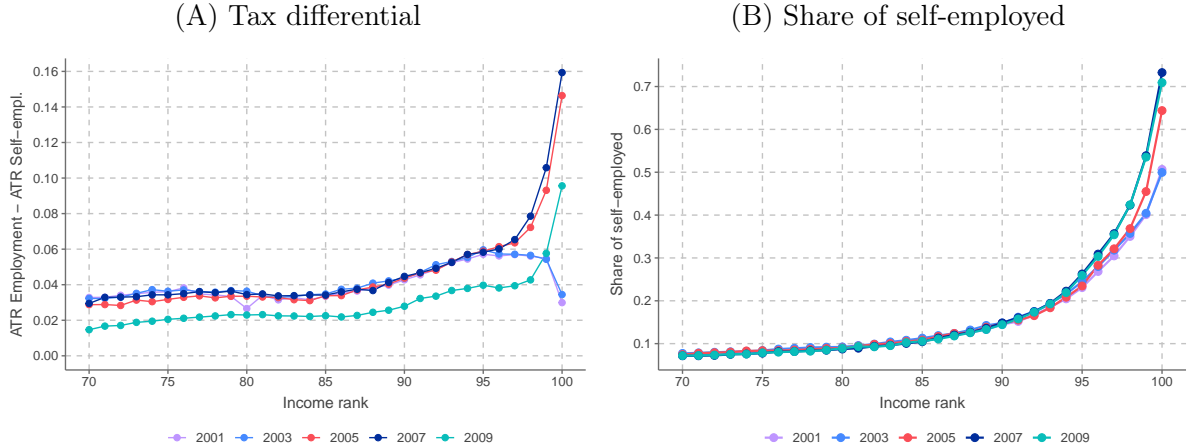 (A) Tax differential
ATR Employment − ATR Self−empl.
0.16
0.14
0.12
0.10
0.08
0.06
0.04
0.02
0.00
70 75 80 85 90 95 100
Income rank
2001 2003 2005 2007 2009
(B) Share of self-employed
Share of self−employed
0.7
0.6
0.5
0.4
0.3
0.2
0.1
70 75 80 85 90 95 100
Income rank
2001 2003 2005 2007 2009